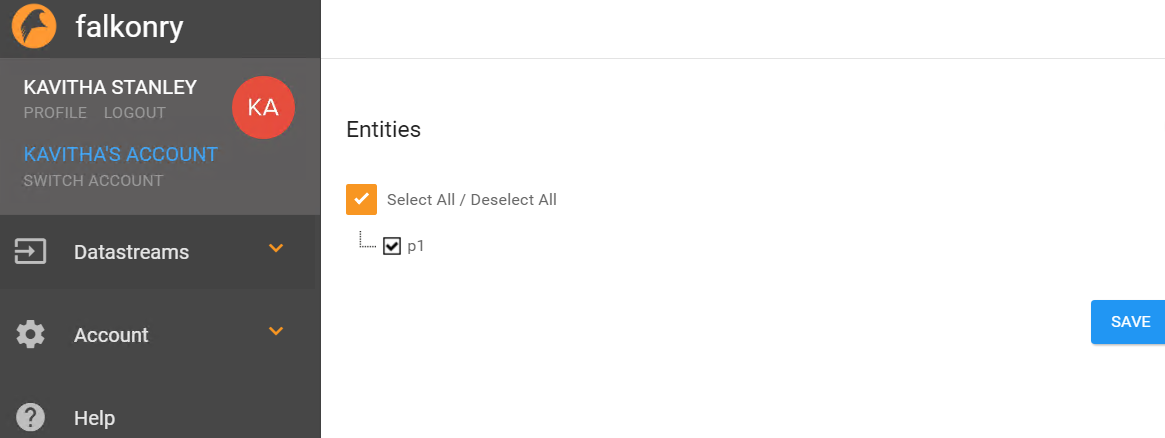 falkonry
KAVITHA STANLEY
PROFILE LOGOUT
KA
KAVITHA'S ACCOUNT
SWITCH ACCOUNT
Datastreams
Account
Help
Entities
Select All / Deselect All
p1
SAVE